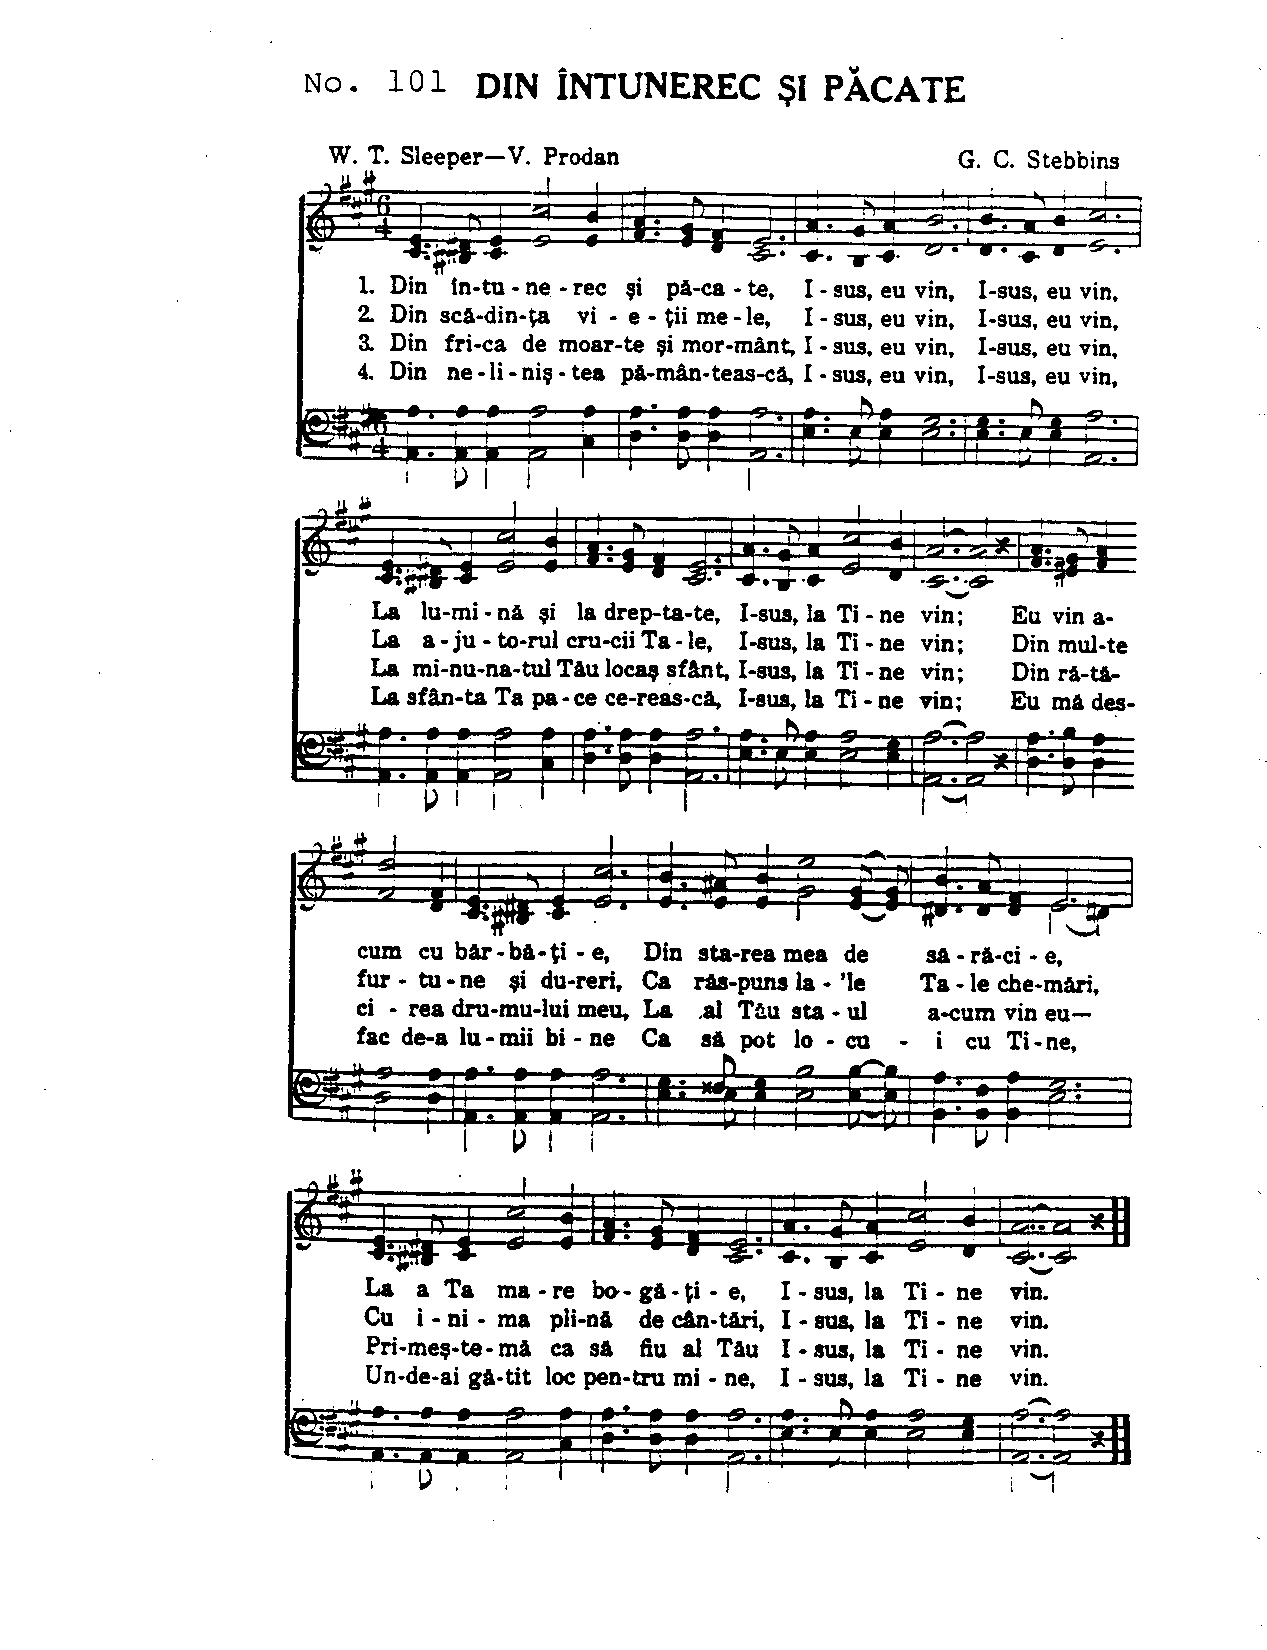 No. 101 DIN ÎNTUNEREC ŞI PĂCATE
W. T. Sleeper—V. Prodan G. C. Stebbins
6
4
1. Din în-tu - ne - rec şi pă-ca - te, I - sus, eu vin, I-sus, eu vin,
2. Din scă-din-ţa vi - e - ţii me-le, I - sus, eu vin, I-sus, eu vin,
3. Din fri-ca de moar-te şi mor-mânt, I - sus, eu vin, I-sus, eu vin,
4. Din ne-li-niş-tea pă-mân-teas-că, I - sus, eu vin, I-sus, eu vin,
6
4
La lu-mi-nă şi la drep-ta-te, I-sus, la Ti - ne vin; Eu vin a-
La a - ju - to-rul cru-cii Ta - le, I-sus, la Ti - ne vin; Din mul-te
La mi-nu-na-tul Tău locaş sfânt, I-sus, la Ti - ne vin; Din ră-tă-
La sfân-ta Ta pa-ce ce-reas-că, I-sus, la Ti - ne vin; Eu mă des-
cum cu băr-bă-ţi - e, Din sta-rea mea de să - ră-ci - e,
fur - tu-ne şi du-reri, Ca răs-puns la - 'le Ta - le che-mări,
ci - rea dru-mu-lui meu, La al Tău sta - ul a-cum vin eu—
fac de-a lu-mii bi - ne Ca să pot lo - cu - i cu Ti-ne,
La a Ta ma - re bo-gă-ţi - e, I - sus, la Ti - ne vin.
Cu i - ni - ma pli-nă de cân-tări, I - sus, la Ti - ne vin.
Pri-meş-te-mă ca să fiu al Tău I - sus, la Ti - ne vin.
Un-de-ai gă-tit loc pen-tru mi - ne, I - sus, la Ti - ne vin.